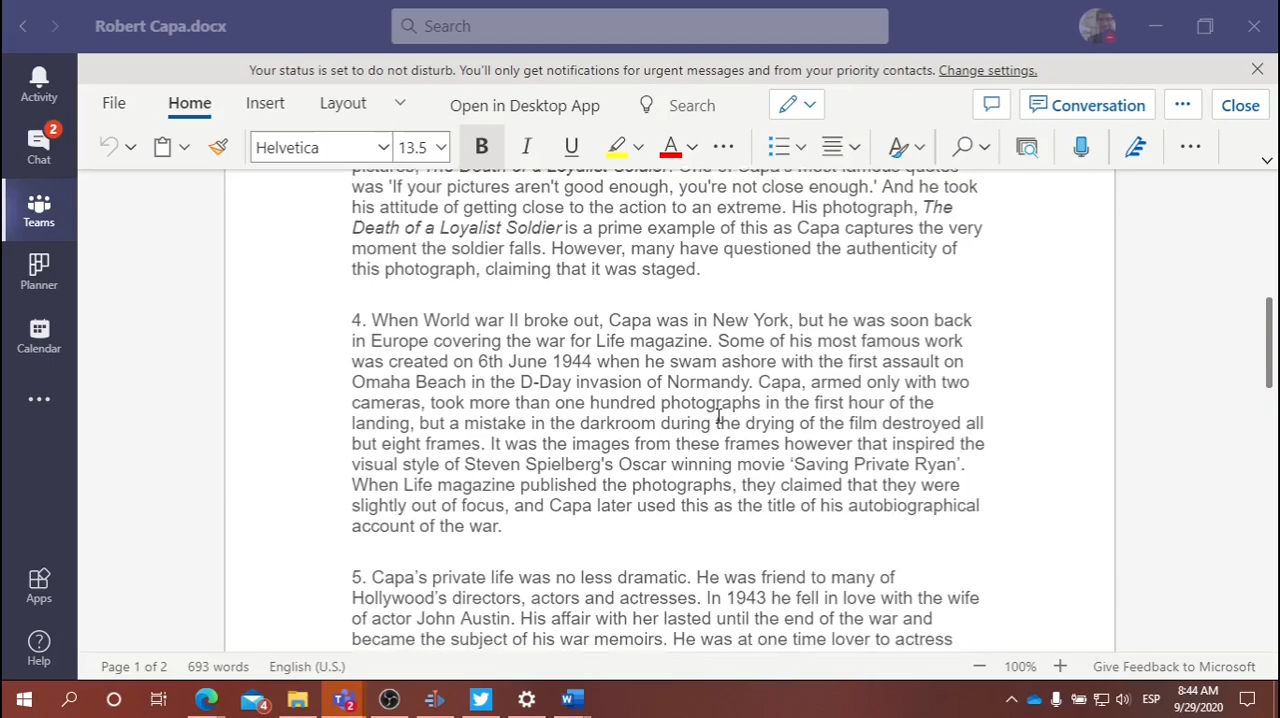 Robert Capa.docx
Search
Your status is set to do not disturb. You'll only get notifications for urgent messages and from your priority contacts. Change settings.
File Home Insert Layout Open in Desktop App Search Conversation Close
Helvetica 13.5 B I U A
Activity
2
Chat
Teams
Planner
Calendar
Apps
Help
pictures, The Death of a Loyalist Soldier. One of Capa's most famous quotes
was 'If your pictures aren't good enough, you're not close enough.' And he took
his attitude of getting close to the action to an extreme. His photograph, The
Death of a Loyalist Soldier is a prime example of this as Capa captures the very
moment the soldier falls. However, many have questioned the authenticity of
this photograph, claiming that it was staged.
4. When World war II broke out, Capa was in New York, but he was soon back
in Europe covering the war for Life magazine. Some of his most famous work
was created on 6th June 1944 when he swam ashore with the first assault on
Omaha Beach in the D-Day invasion of Normandy. Capa, armed only with two
cameras, took more than one hundred photographs in the first hour of the
landing, but a mistake in the darkroom during the drying of the film destroyed all
but eight frames. It was the images from these frames however that inspired the
visual style of Steven Spielberg's Oscar winning movie ‘Saving Private Ryan’.
When Life magazine published the photographs, they claimed that they were
slightly out of focus, and Capa later used this as the title of his autobiographical
account of the war.
5. Capa’s private life was no less dramatic. He was friend to many of
Hollywood’s directors, actors and actresses. In 1943 he fell in love with the wife
of actor John Austin. His affair with her lasted until the end of the war and
became the subject of his war memoirs. He was at one time lover to actress
Page 1 of 2 693 words English (U.S.) 100% Give Feedback to Microsoft
4 2 ESP 8:44 AM
9/29/2020